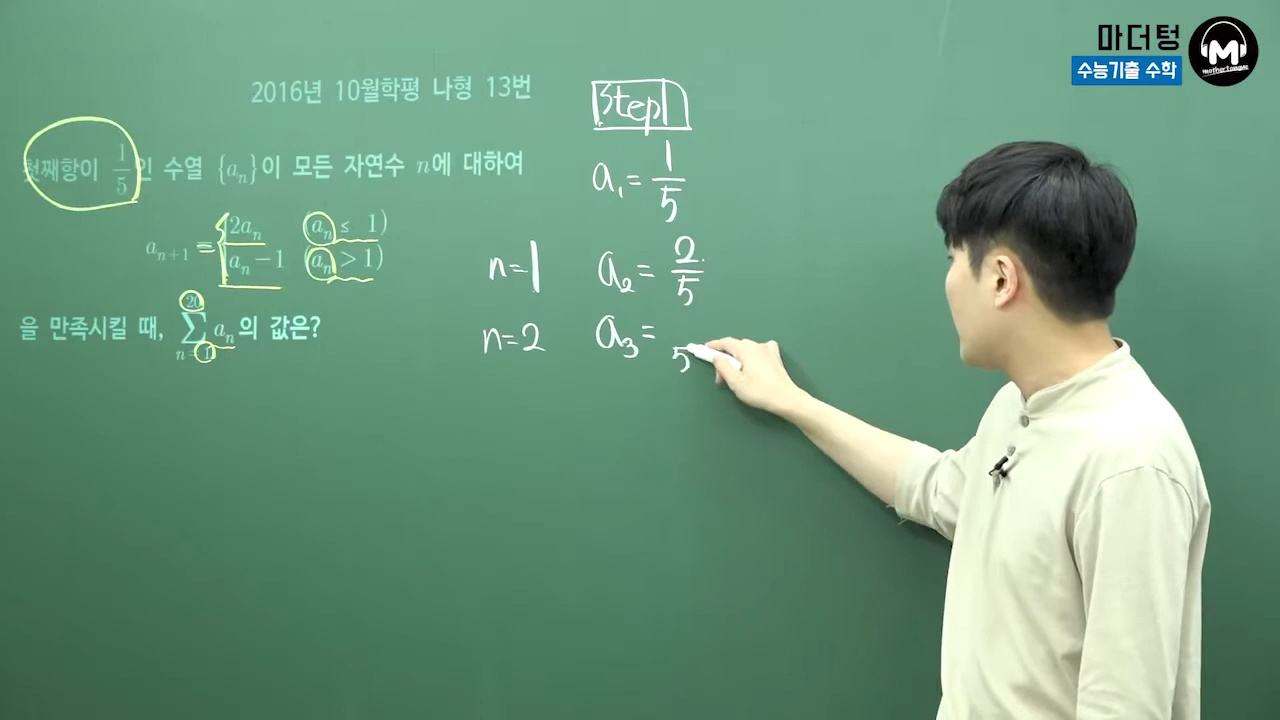 마더텅
수능기출 수학
M
mothertongue
2016년 10월학평 나형 13번
첫째항이 1/5인 수열 {aₙ}이 모든 자연수 n에 대하여
aₙ₊₁ = { 2aₙ (aₙ ≤ 1)
aₙ−1 (aₙ > 1)
을 만족시킬 때, ∑ₙ₌₁²⁰ aₙ의 값은?
Step1
a₁ = 1/5
n=1 a₂ = 2/5
n=2 a₃ = 5